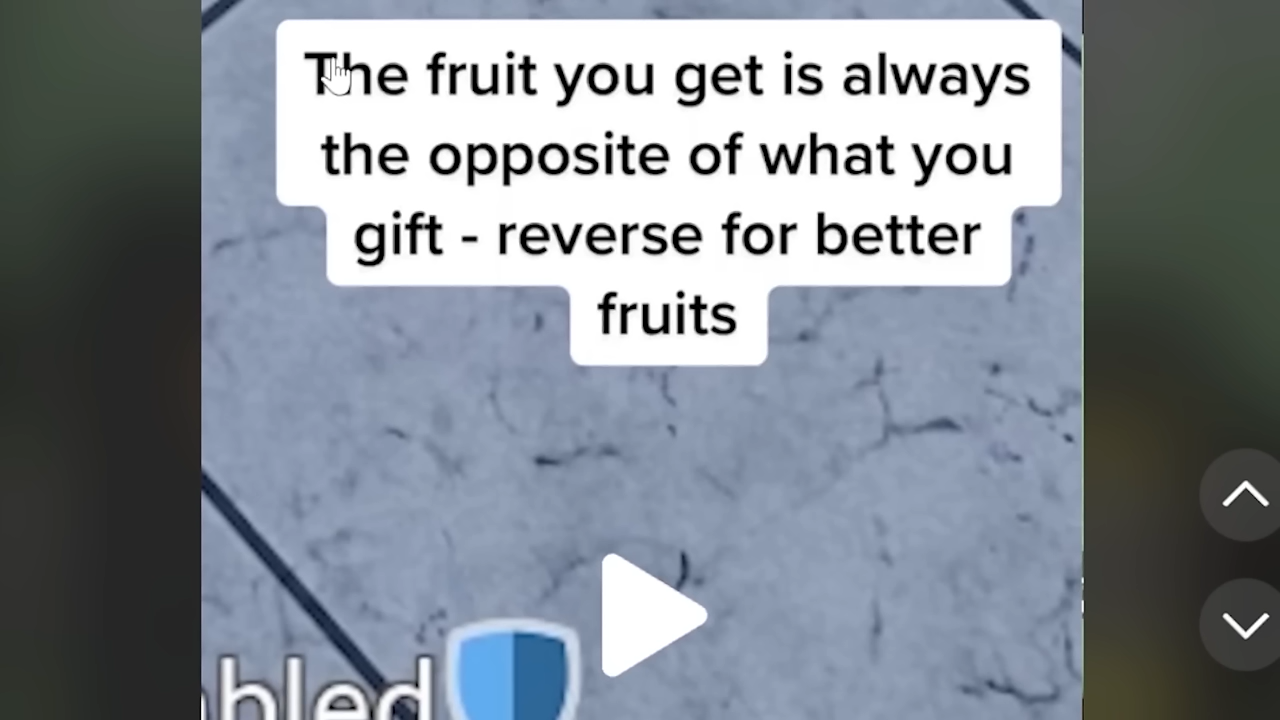 The fruit you get is always
the opposite of what you
gift - reverse for better
fruits